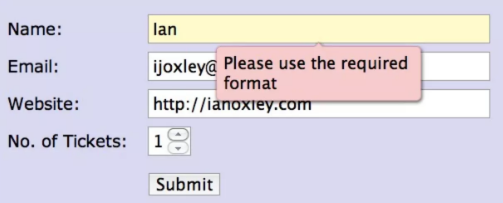 Name: Ian
Email: ijoxley@
Please use the required
format
Website: http://ianoxley.com
No. of Tickets: 1
Submit